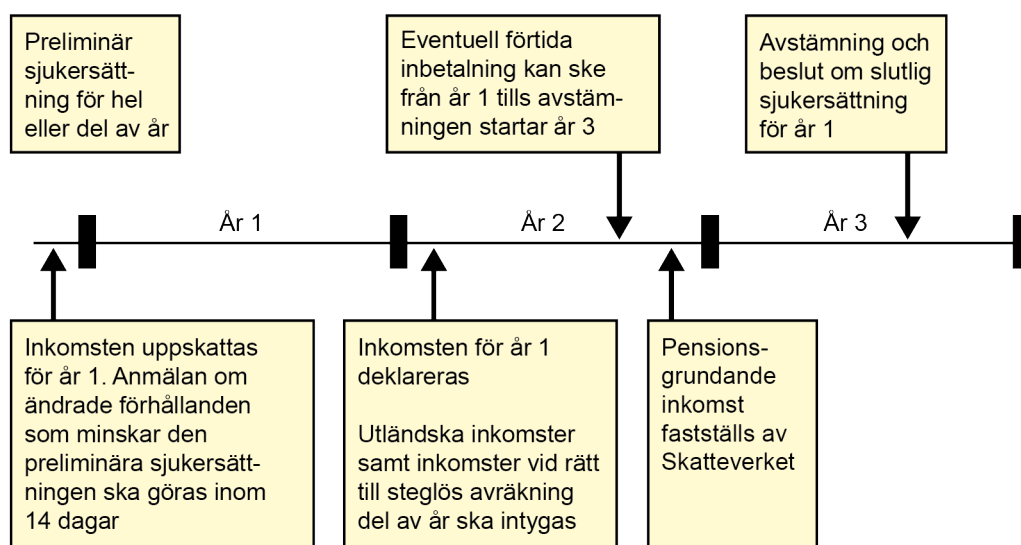 Preliminär
sjukersätt-
ning för hel
eller del av år
Eventuell förtida
inbetalning kan ske
från år 1 tills avstäm-
ningen startar år 3
Avstämning och
beslut om slutlig
sjukersättning
för år 1
År 1
År 2
År 3
Inkomsten uppskattas
för år 1. Anmälan om
ändrade förhållanden
som minskar den
preliminära sjukersätt-
ningen ska göras inom
14 dagar
Inkomsten för år 1
deklareras
Utländska inkomster
samt inkomster vid rätt
till steglös avräkning
del av år ska intygas
Pensions-
grundande
inkomst
fastställs av
Skatteverket